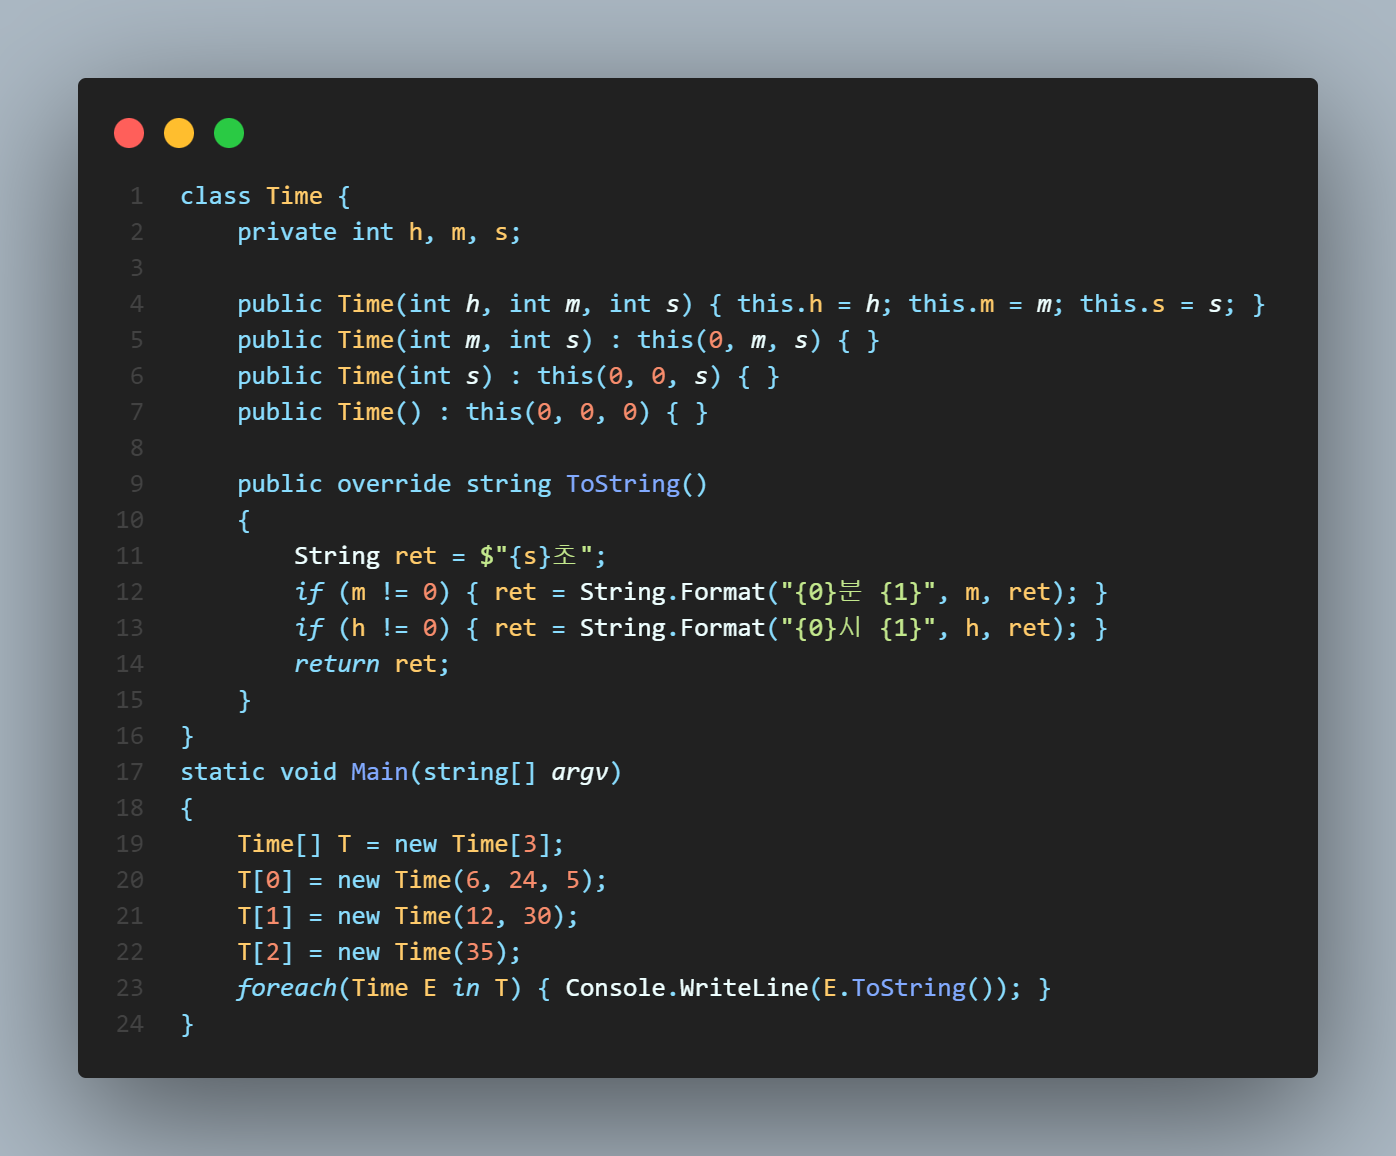 1 class Time {
2     private int h, m, s;
3
4     public Time(int h, int m, int s) { this.h = h; this.m = m; this.s = s; }
5     public Time(int m, int s) : this(0, m, s) { }
6     public Time(int s) : this(0, 0, s) { }
7     public Time() : this(0, 0, 0) { }
8
9     public override string ToString()
10     {
11         String ret = $"{s}초";
12         if (m != 0) { ret = String.Format("{0}분 {1}", m, ret); }
13         if (h != 0) { ret = String.Format("{0}시 {1}", h, ret); }
14         return ret;
15     }
16 }
17 static void Main(string[] argv)
18 {
19     Time[] T = new Time[3];
20     T[0] = new Time(6, 24, 5);
21     T[1] = new Time(12, 30);
22     T[2] = new Time(35);
23     foreach(Time E in T) { Console.WriteLine(E.ToString()); }
24 }